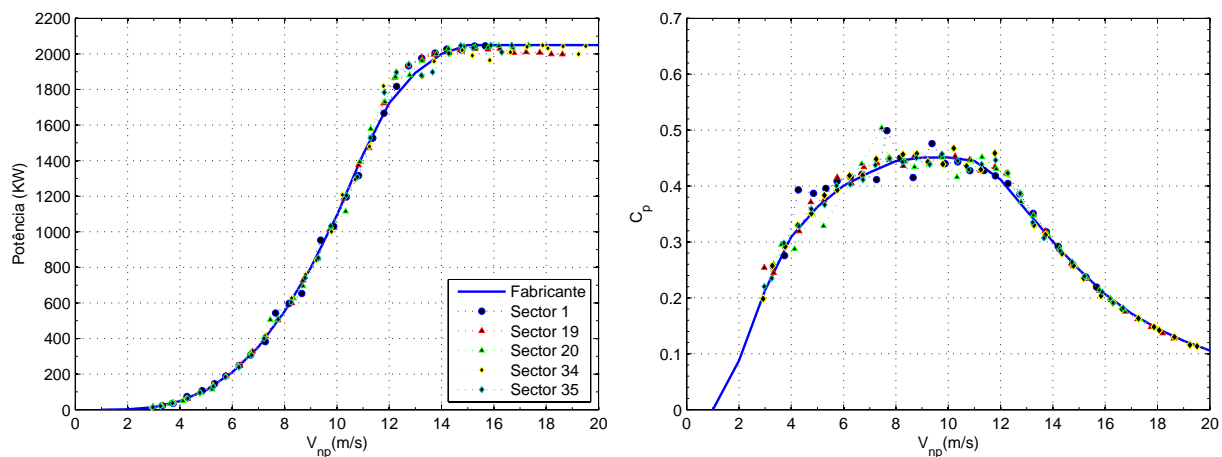 2200
2000
1800
1600
1400
1200
1000
800
600
400
200
0
Potência (KW)
0 2 4 6 8 10 12 14 16 18 20
V_np(m/s)
Fabricante
Sector 1
Sector 19
Sector 20
Sector 34
Sector 35
0.7
0.6
0.5
0.4
0.3
0.2
0.1
0
C_p
0 2 4 6 8 10 12 14 16 18 20
V_np(m/s)